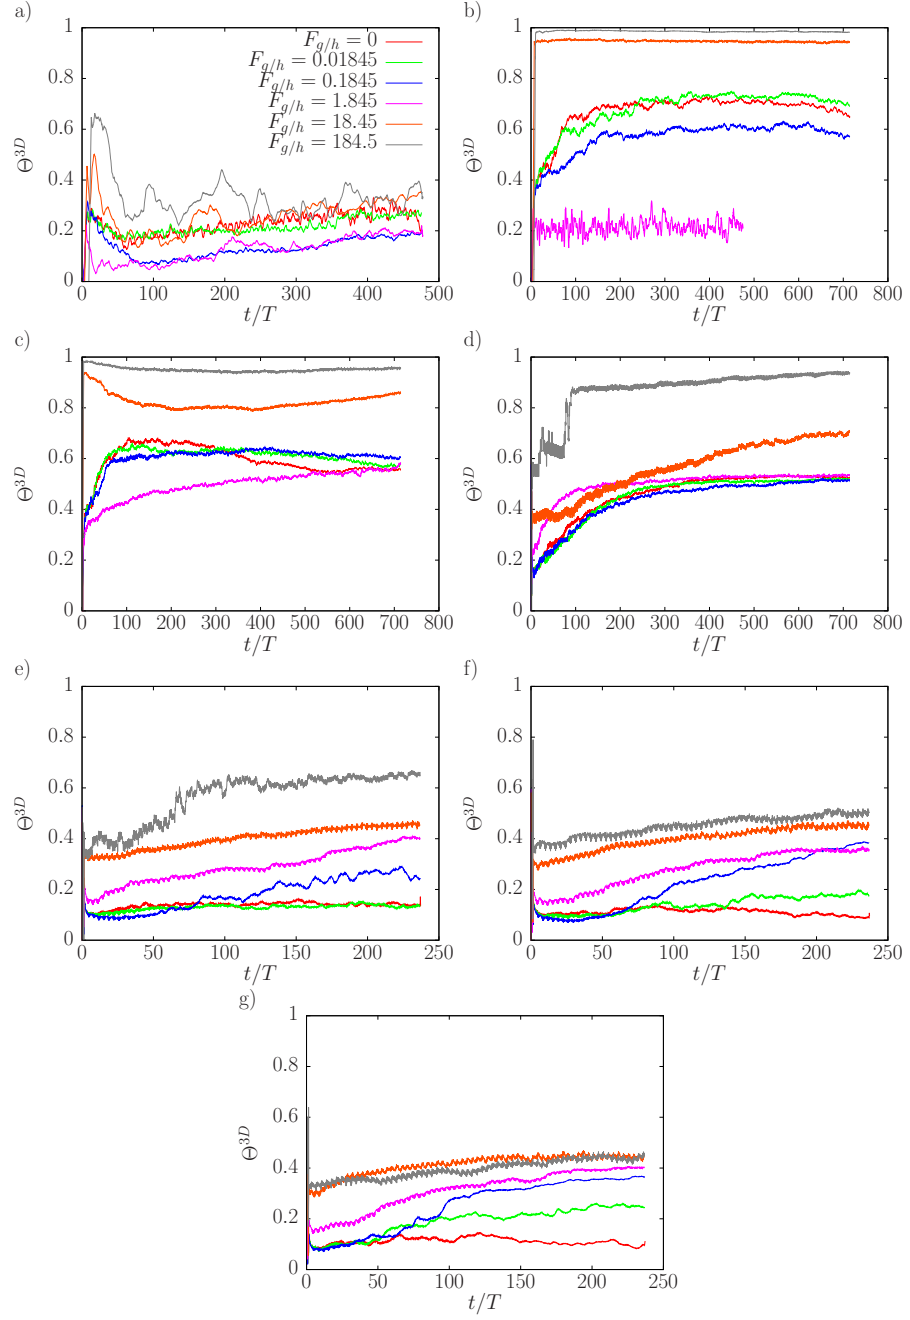 a)
1
0.8
0.6
0.4
0.2
0
Θ^{3D}
0 100 200 300 400 500
t/T
F_{g/h} = 0
F_{g/h} = 0.01845
F_{g/h} = 0.1845
F_{g/h} = 1.845
F_{g/h} = 18.45
F_{g/h} = 184.5
b)
1
0.8
0.6
0.4
0.2
0
Θ^{3D}
0 100 200 300 400 500 600 700 800
t/T
c)
1
0.8
0.6
0.4
0.2
0
Θ^{3D}
0 100 200 300 400 500 600 700 800
t/T
d)
1
0.8
0.6
0.4
0.2
0
Θ^{3D}
0 100 200 300 400 500 600 700 800
t/T
e)
1
0.8
0.6
0.4
0.2
0
Θ^{3D}
0 50 100 150 200 250
t/T
f)
1
0.8
0.6
0.4
0.2
0
Θ^{3D}
0 50 100 150 200 250
t/T
g)
1
0.8
0.6
0.4
0.2
0
Θ^{3D}
0 50 100 150 200 250
t/T